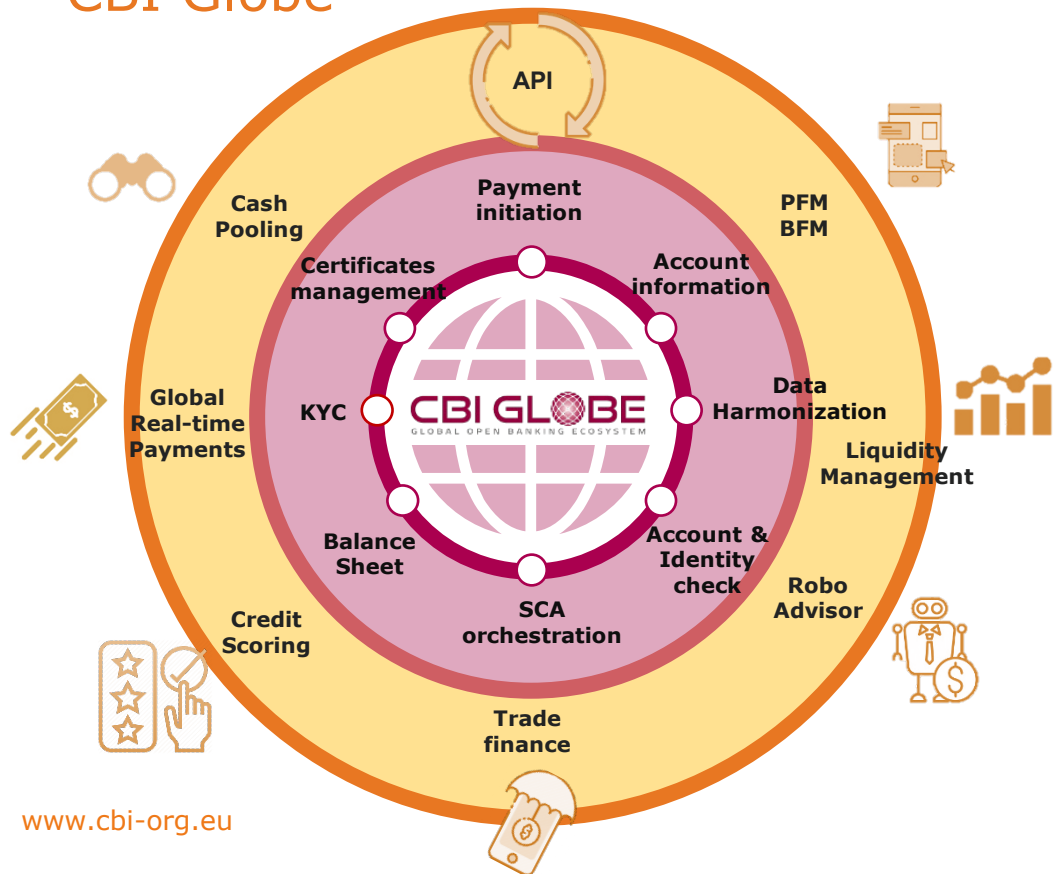 CBI Globe
API
Payment
initiation
Cash
Pooling
PFM
BFM
Certificates
management
Account
information
KYC
CBI GLOBE
GLOBAL OPEN BANKING ECOSYSTEM
Data
Harmonization
Global
Real-time
Payments
Liquidity
Management
Balance
Sheet
Account &
Identity
check
SCA
orchestration
Robo
Advisor
Credit
Scoring
Trade
finance
www.cbi-org.eu